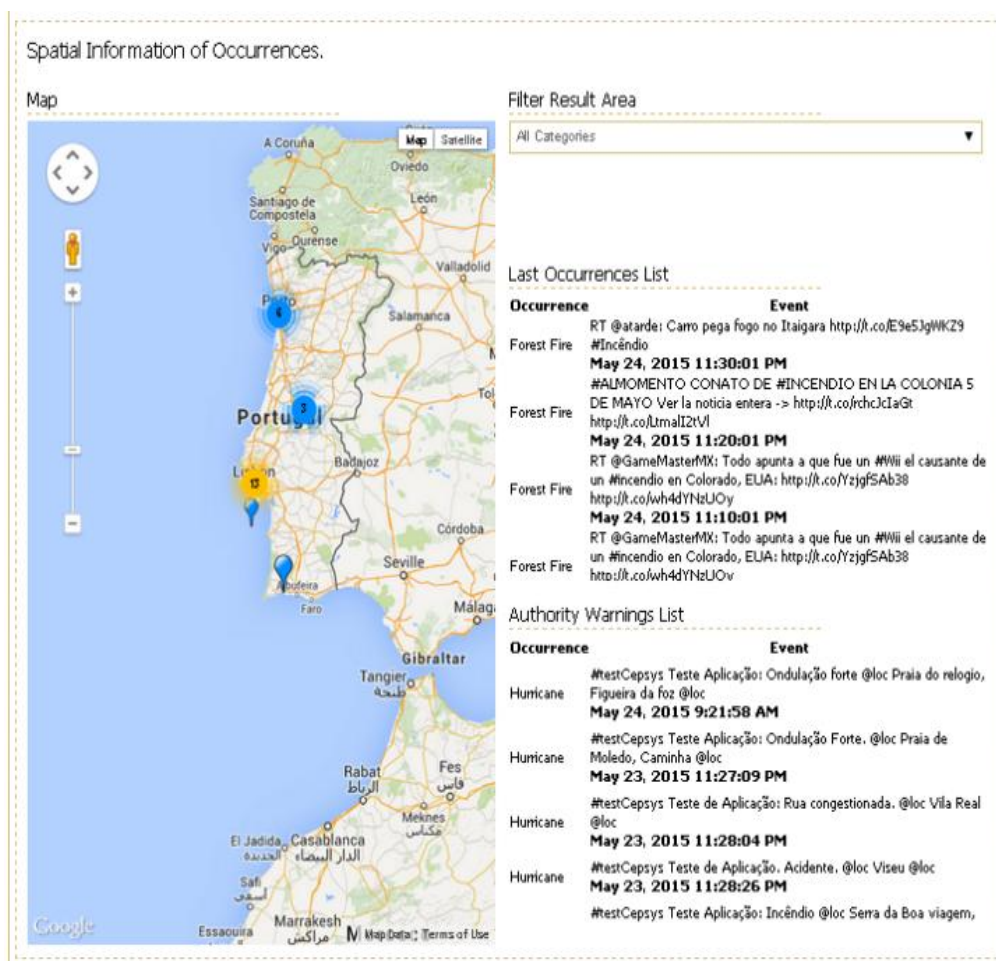 Spatial Information of Occurrences.
Map
A Coruña
Map Satellite
Oviedo
Santiago de
Compostela
León
Vigo
Ourense
Valladolid
Porto
6
Salamanca
3
Portugal
Lisbon
13
Badajoz
Córdoba
Seville
Albufeira
Faro
Málaga
Gibraltar
Tangier
طنجة
Rabat
الرباط
Fes
فاس
Meknes
مكناس
El Jadida
الجديدة
Casablanca
الدار البيضاء
Safi
آسفي
Essaouira
Marrakesh
مراكش
Google
Map Data Terms of Use
Filter Result Area
All Categories
Last Occurrences List
Occurrence Event
RT @atarde: Carro pega fogo no Itaigara http://t.co/E9e5JgWKZ9
Forest Fire #Incêndio
May 24, 2015 11:30:01 PM
#ALMOMENTO CONATO DE #INCENDIO EN LA COLONIA 5
Forest Fire DE MAYO Ver la noticia entera -> http://t.co/rchcJcIaGt
http://t.co/LtmalI2tVl
May 24, 2015 11:20:01 PM
RT @GameMasterMX: Todo apunta a que fue un #Wii el causante de
Forest Fire un #incendio en Colorado, EUA: http://t.co/YzjgfSAb38
http://t.co/wh4dYNzUOy
May 24, 2015 11:10:01 PM
RT @GameMasterMX: Todo apunta a que fue un #Wii el causante de
Forest Fire un #incendio en Colorado, EUA: http://t.co/YzjgfSAb38
http://t.co/wh4dYNzUOy
Authority Warnings List
Occurrence Event
#testCepsys Teste Aplicação: Ondulação forte @loc Praia do relogio,
Hurricane Figueira da foz @loc
May 24, 2015 9:21:58 AM
#testCepsys Teste Aplicação: Ondulação Forte. @loc Praia de
Hurricane Moledo, Caminha @loc
May 23, 2015 11:27:09 PM
#testCepsys Teste de Aplicação: Rua congestionada. @loc Vila Real
Hurricane @loc
May 23, 2015 11:28:04 PM
Hurricane #testCepsys Teste de Aplicação. Acidente. @loc Viseu @loc
May 23, 2015 11:28:26 PM
#testCepsys Teste Aplicação: Incêndio @loc Serra da Boa viagem,